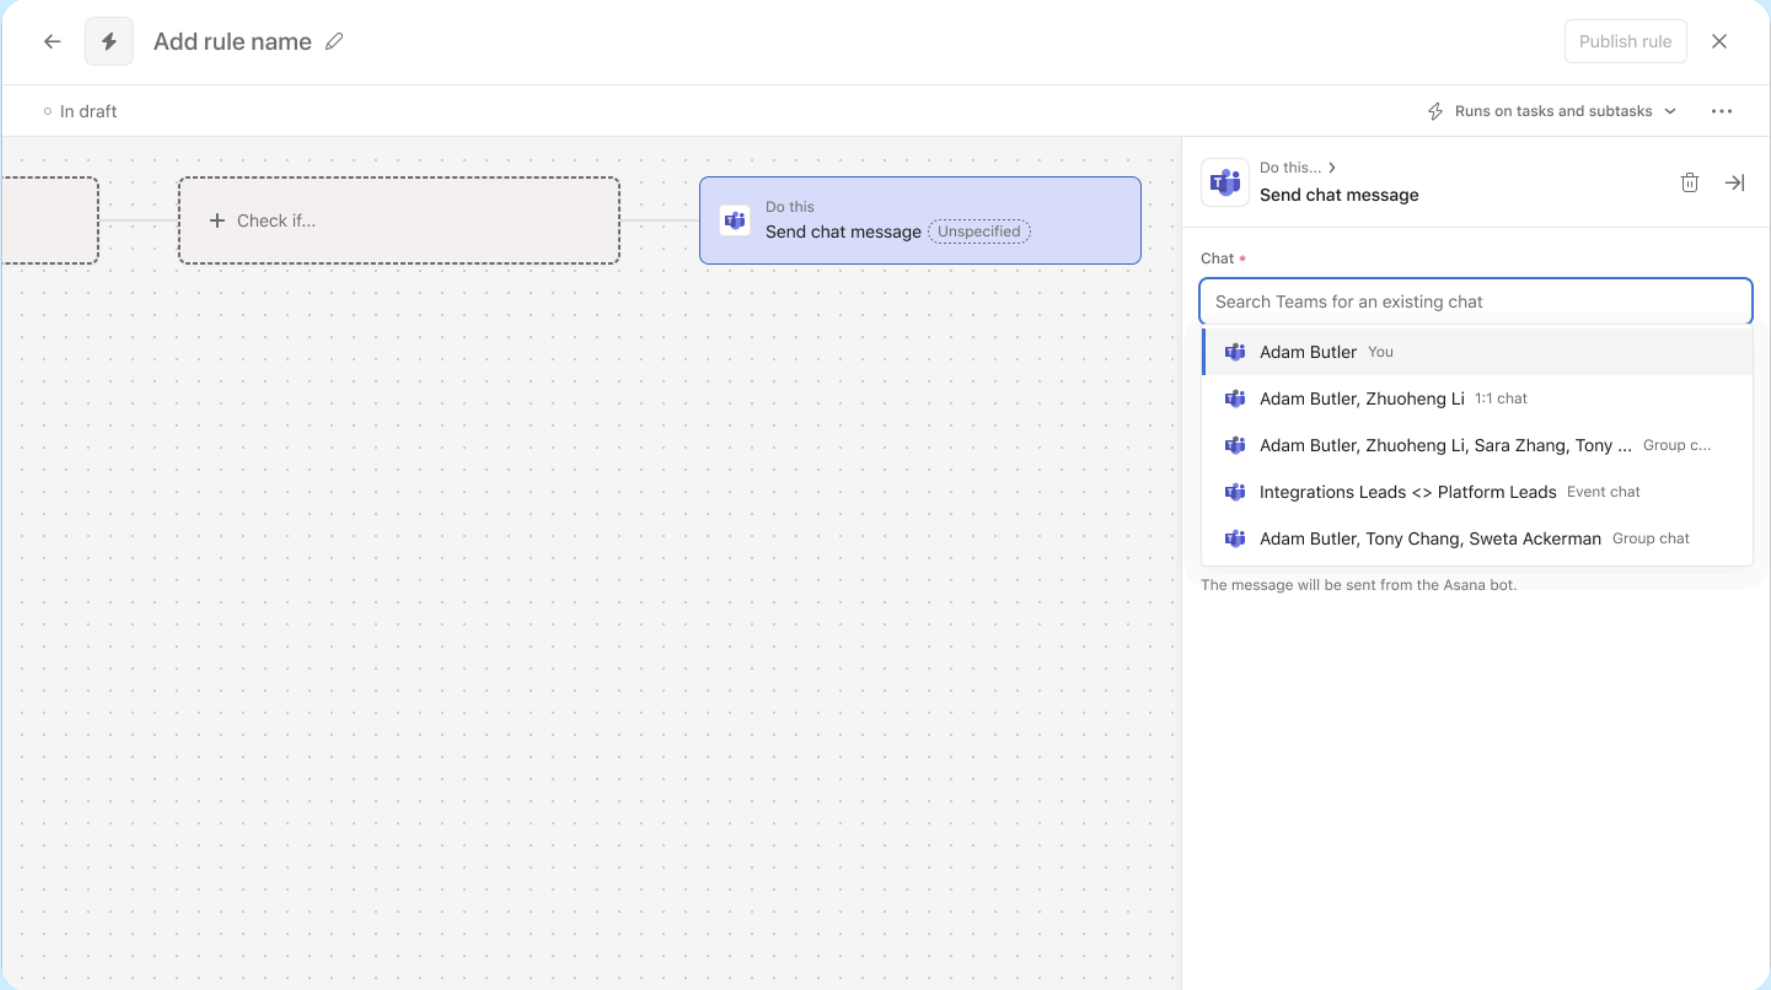 Add rule name
Publish rule
In draft
Runs on tasks and subtasks
Check if...
Do this
Send chat message Unspecified
Do this...
Send chat message
Chat *
Search Teams for an existing chat
Adam Butler You
Adam Butler, Zhuoheng Li 1:1 chat
Adam Butler, Zhuoheng Li, Sara Zhang, Tony ... Group c...
Integrations Leads <> Platform Leads Event chat
Adam Butler, Tony Chang, Sweta Ackerman Group chat
The message will be sent from the Asana bot.